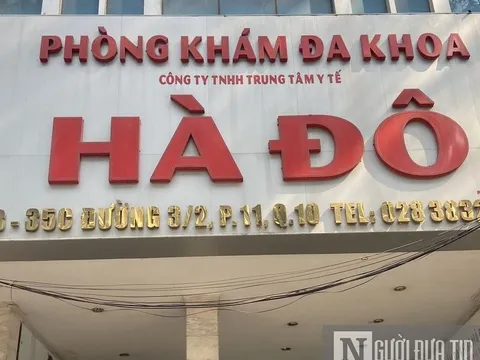 PHÒNG KHÁM ĐA KHOA
CÔNG TY TNHH TRUNG TÂM Y TẾ
HÀ ĐÔ
- 35C ĐƯỜNG 3/2, P.11, Q.10 TEL: 028 383
NGƯỜI ĐƯA TIN